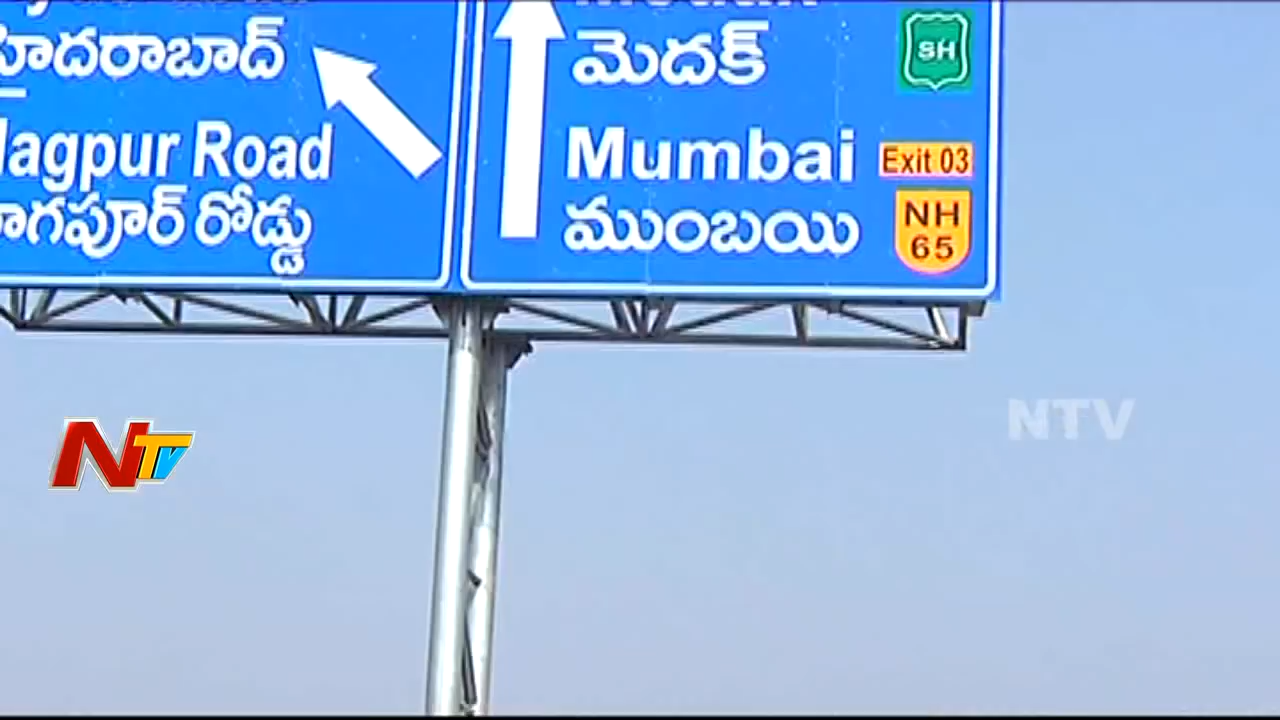 హైదరాబాద్
Nagpur Road
నాగపూర్ రోడ్డు
మెదక్
SH
Mumbai
Exit 03
ముంబయి
NH
65
NTV
NTV